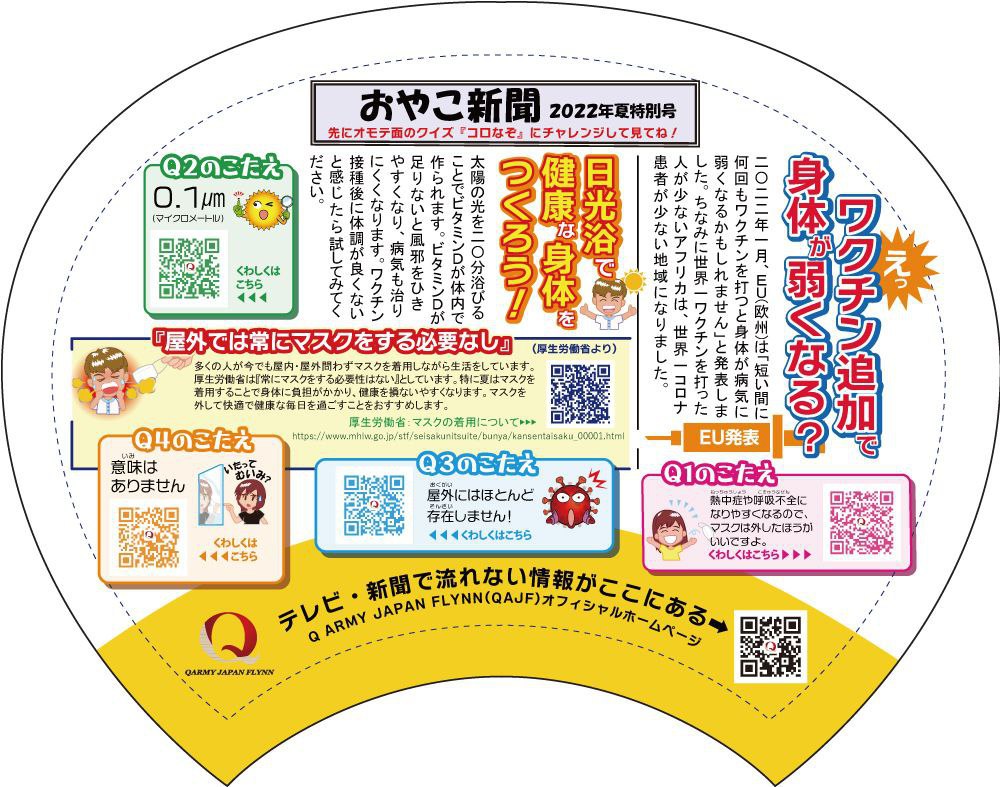 おやこ新聞 2022年夏特別号
先にオモテ面のクイズ『コロなぞ』にチャレンジして見てね！
えっ
ワクチン追加で
身体が弱くなる？
二〇二二年一月、EU（欧州）は「短い間に
何回もワクチンを打つと身体が病気に
弱くなるかもしれません」と発表しま
した。ちなみに世界一ワクチンを打った
人が少ないアフリカは、世界一コロナ
患者が少ない地域になりました。
EU発表
日光浴で
健康な身体を
つくろう！
太陽の光を二〇分浴びる
ことでビタミンDが体内で
作られます。ビタミンDが
足りないと風邪をひき
やすくなり、病気も治り
にくくなります。ワクチン
接種後に体調が良くない
と感じたら試してみてく
ださい。
Q2のこたえ
0.1μm
(マイクロメートル)
くわしくは
こちら
◀◀◀
『屋外では常にマスクをする必要なし』
（厚生労働省より）
多くの人が今でも屋内・屋外問わずマスクを着用しながら生活をしています。
厚生労働省は『常にマスクをする必要性はない』としています。特に夏はマスクを
着用することで身体に負担がかかり、健康を損ないやすくなります。マスクを
外して快適で健康な毎日を過ごすことをおすすめします。
厚生労働省：マスクの着用について▶▶▶
https://www.mhlw.go.jp/stf/seisakunitsuite/bunya/kansentaisaku_00001.html
Q4のこたえ
いみ
意味は
ありません
いたって
むいみ?
くわしくは
◀◀◀こちら
Q3のこたえ
おくがい
屋外にはほとんど
そんざい
存在しません！
◀◀◀くわしくはこちら
Q1のこたえ
ねっちゅうしょう こきゅうふぜん
熱中症や呼吸不全に
なりやすくなるので、
マスクは外したほうが
いいですよ。
くわしくはこちら▶▶▶
テレビ・新聞で流れない情報がここにある➡
Q ARMY JAPAN FLYNN(QAJF)オフィシャルホームページ
Q
QARMY JAPAN FLYNN